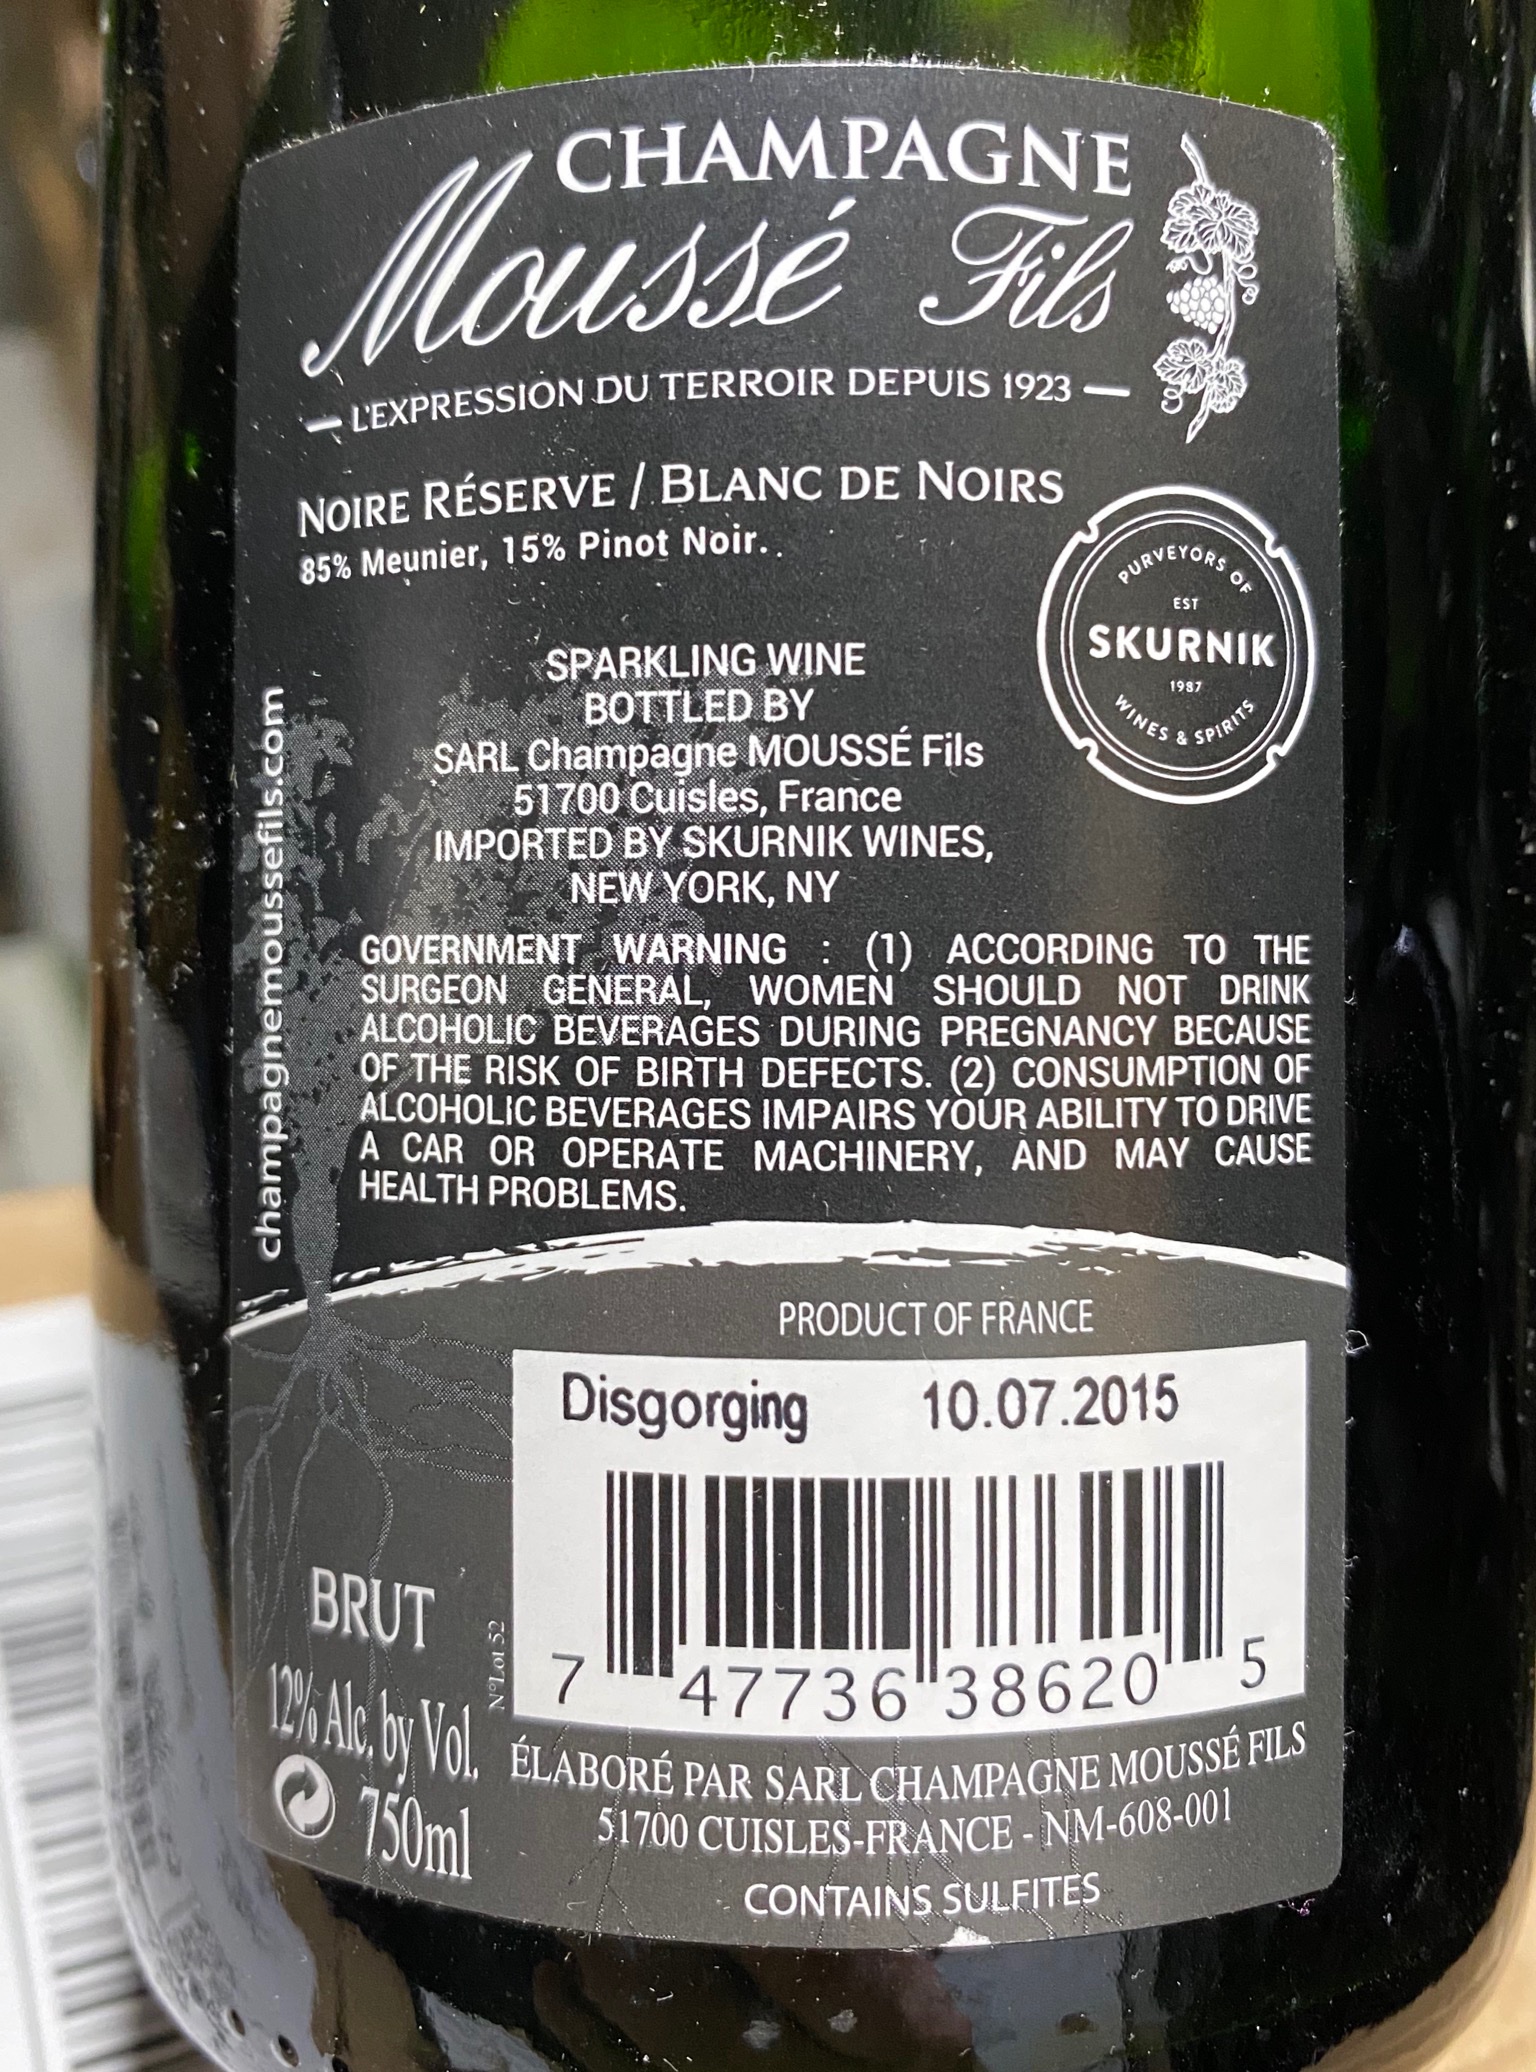 CHAMPAGNE
Moussé Fils
L'EXPRESSION DU TERROIR DEPUIS 1923
NOIRE RÉSERVE / BLANC DE NOIRS
85% Meunier, 15% Pinot Noir..
PURVEYORS OF
EST
SKURNIK
1987
WINES & SPIRITS
SPARKLING WINE
BOTTLED BY
SARL Champagne MOUSSÉ Fils
51700 Cuisles, France
IMPORTED BY SKURNIK WINES,
NEW YORK, NY
champagnemoussefils.com
GOVERNMENT WARNING : (1) ACCORDING TO THE
SURGEON GENERAL, WOMEN SHOULD NOT DRINK
ALCOHOLIC BEVERAGES DURING PREGNANCY BECAUSE
OF THE RISK OF BIRTH DEFECTS. (2) CONSUMPTION OF
ALCOHOLIC BEVERAGES IMPAIRS YOUR ABILITY TO DRIVE
A CAR OR OPERATE MACHINERY, AND MAY CAUSE
HEALTH PROBLEMS.
PRODUCT OF FRANCE
Disgorging 10.07.2015
7 47736 38620 5
BRUT
N°Lot 52
12% Alc. by Vol.
750ml
ÉLABORÉ PAR SARL CHAMPAGNE MOUSSÉ FILS
51700 CUISLES-FRANCE - NM-608-001
CONTAINS SULFITES